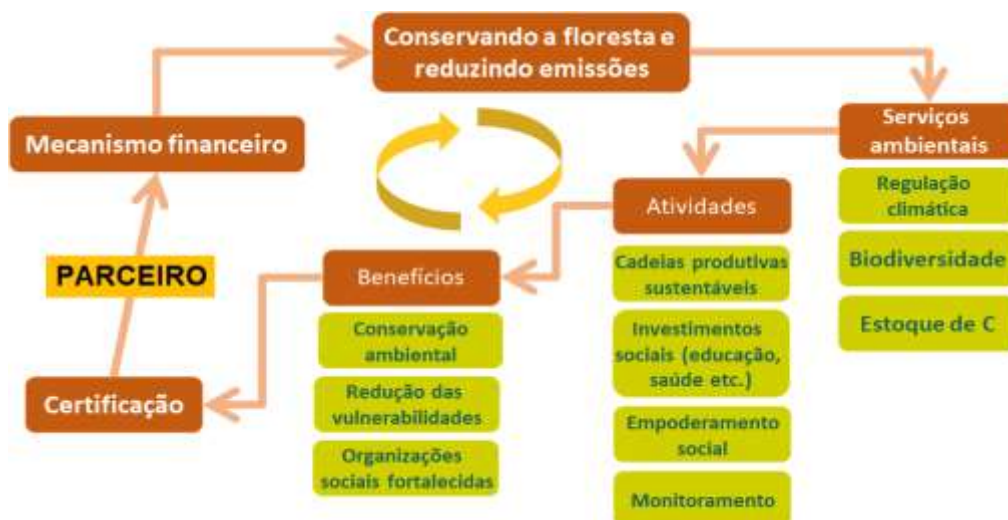 Conservando a floresta e
reduzindo emissões
Mecanismo financeiro
Serviços
ambientais
Regulação
climática
Biodiversidade
Estoque de C
Atividades
Cadeias produtivas
sustentáveis
Investimentos
sociais (educação,
saúde etc.)
Empoderamento
social
Monitoramento
Benefícios
Conservação
ambiental
Redução das
vulnerabilidades
Organizações
sociais fortalecidas
PARCEIRO
Certificação